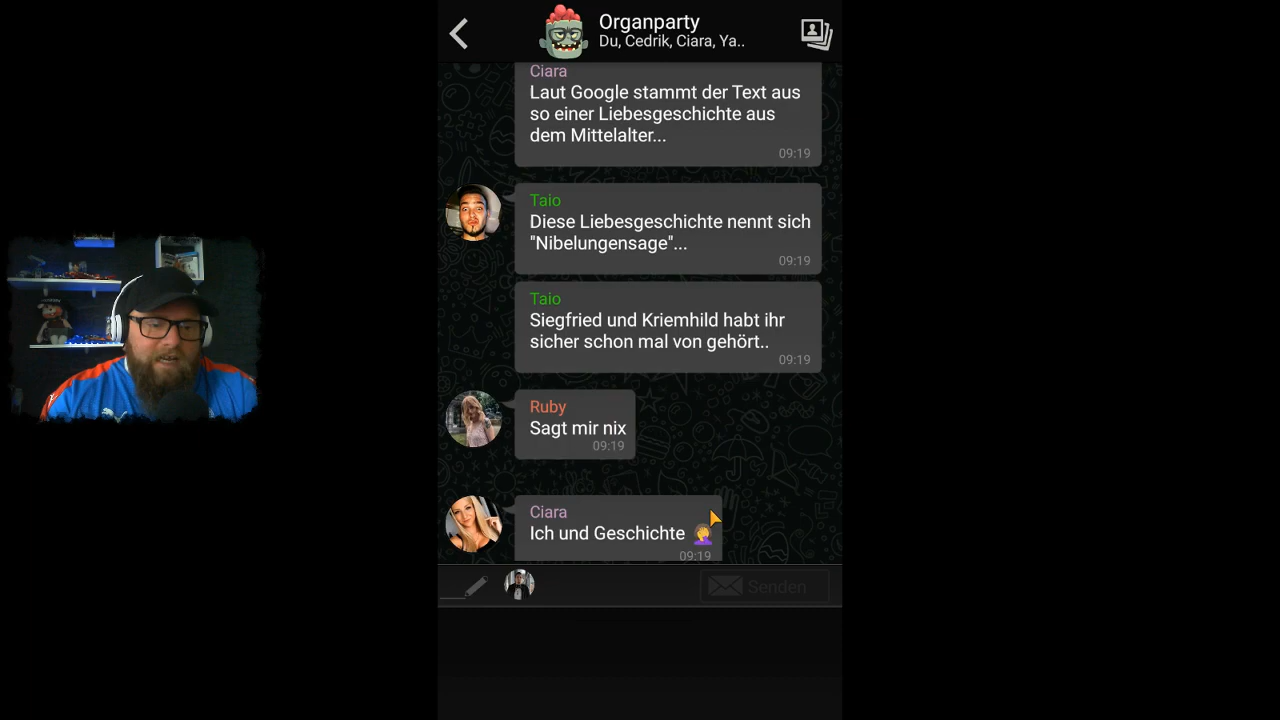 Organparty
Du, Cedrik, Ciara, Ya..
Ciara
Laut Google stammt der Text aus
so einer Liebesgeschichte aus
dem Mittelalter...
09:19
Taio
Diese Liebesgeschichte nennt sich
"Nibelungensage"...
09:19
Taio
Siegfried und Kriemhild habt ihr
sicher schon mal von gehört..
09:19
Ruby
Sagt mir nix
09:19
Ciara
Ich und Geschichte 🤦‍♀️
09:19
Senden